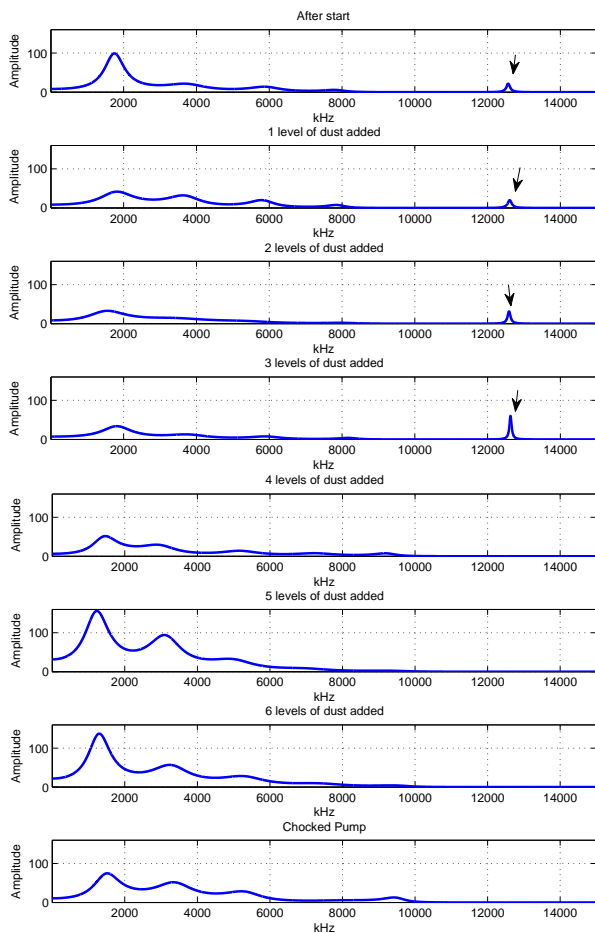 After start
Amplitude
100
0
2000 4000 6000 8000 10000 12000 14000
kHz
1 level of dust added
Amplitude
100
0
2000 4000 6000 8000 10000 12000 14000
kHz
2 levels of dust added
Amplitude
100
0
2000 4000 6000 8000 10000 12000 14000
kHz
3 levels of dust added
Amplitude
100
0
2000 4000 6000 8000 10000 12000 14000
kHz
4 levels of dust added
Amplitude
100
0
2000 4000 6000 8000 10000 12000 14000
kHz
5 levels of dust added
Amplitude
100
0
2000 4000 6000 8000 10000 12000 14000
kHz
6 levels of dust added
Amplitude
100
0
2000 4000 6000 8000 10000 12000 14000
kHz
Chocked Pump
Amplitude
100
0
2000 4000 6000 8000 10000 12000 14000
kHz